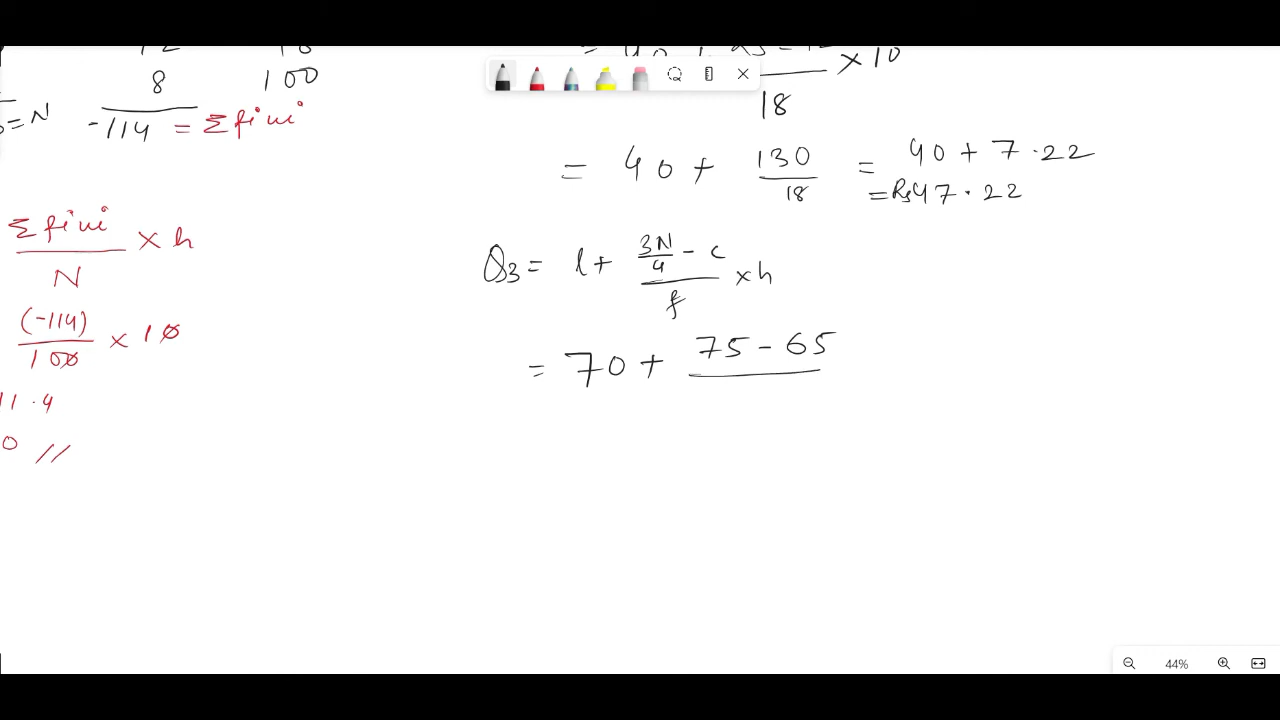 8 100
= N -114 = Σfiui
Σfiui / N × h
(-114) / 100 × 10
11.4
0 //
× 10
18
= 40 + 130/18 = 40 + 7.22
= Rs 47.22
Q3 = l + (3N/4 - c)/f × h
= 70 + 75 - 65
44%